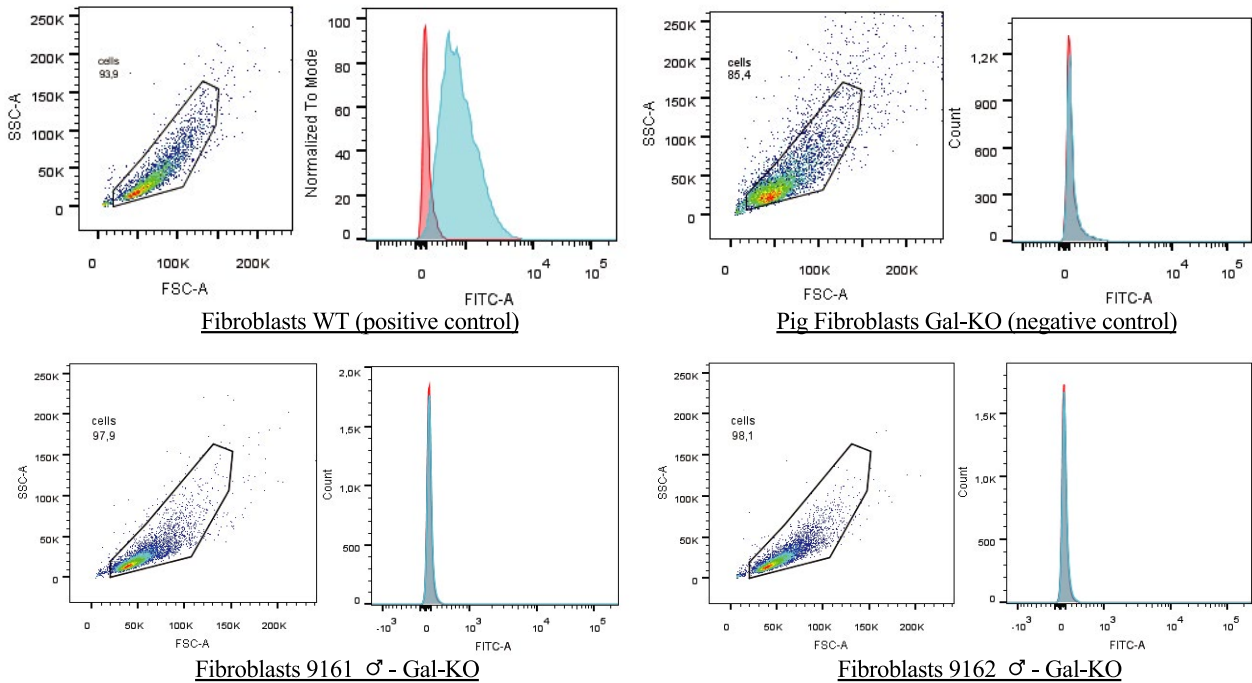 250K
200K
150K
100K
50K
0
SSC-A
cells
93,9
0 100K 200K
FSC-A
100
80
60
40
20
0
Normalized To Mode
0 10^4 10^5
FITC-A
Fibroblasts WT (positive control)
250K
200K
150K
100K
50K
0
SSC-A
cells
85,4
0 100K 200K
FSC-A
1,2K
900
600
300
0
Count
0 10^4 10^5
FITC-A
Pig Fibroblasts Gal-KO (negative control)
250K
200K
150K
100K
50K
0
SSC-A
cells
97,9
0 50K 100K 150K 200K
FSC-A
2,0K
1,5K
1,0K
500
0
Count
-10^3 0 10^3 10^4 10^5
FITC-A
Fibroblasts 9161 ♂ - Gal-KO
250K
200K
150K
100K
50K
0
SSC-A
cells
98,1
0 50K 100K 150K 200K
FSC-A
1,5K
1,0K
500
0
Count
-10^3 0 10^3 10^4 10^5
FITC-A
Fibroblasts 9162 ♂ - Gal-KO